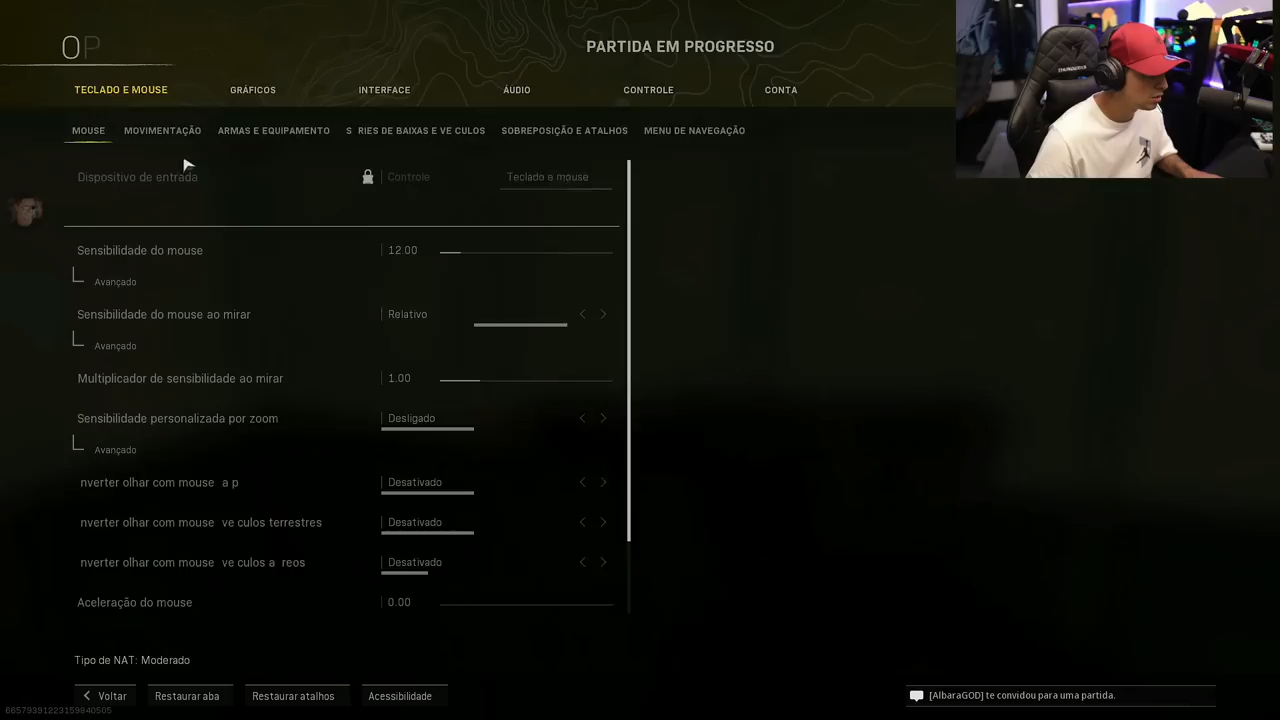 OP
PARTIDA EM PROGRESSO
TECLADO E MOUSE GRÁFICOS INTERFACE ÁUDIO CONTROLE CONTA
MOUSE MOVIMENTAÇÃO ARMAS E EQUIPAMENTO S RIES DE BAIXAS E VE CULOS SOBREPOSIÇÃO E ATALHOS MENU DE NAVEGAÇÃO
Dispositivo de entrada Controle Teclado e mouse
Sensibilidade do mouse 12.00
Avançado
Sensibilidade do mouse ao mirar Relativo
Avançado
Multiplicador de sensibilidade ao mirar 1.00
Sensibilidade personalizada por zoom Desligado
Avançado
nverter olhar com mouse a p Desativado
nverter olhar com mouse ve culos terrestres Desativado
nverter olhar com mouse ve culos a reos Desativado
Aceleração do mouse 0.00
Tipo de NAT: Moderado
Voltar Restaurar aba Restaurar atalhos Acessibilidade
[AlbaraGOD] te convidou para uma partida.